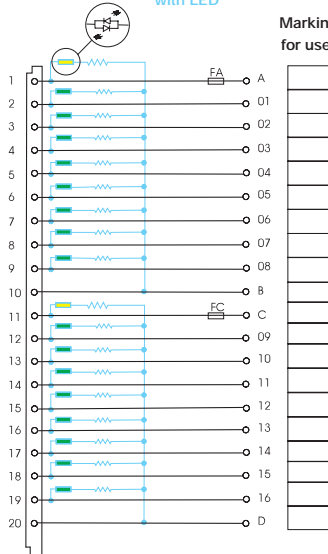 with LED
Markin
for use
1 FA A
2 01
3 02
4 03
5 04
6 05
7 06
8 07
9 08
10 B
11 FC C
12 09
13 10
14 11
15 12
16 13
17 14
18 15
19 16
20 D